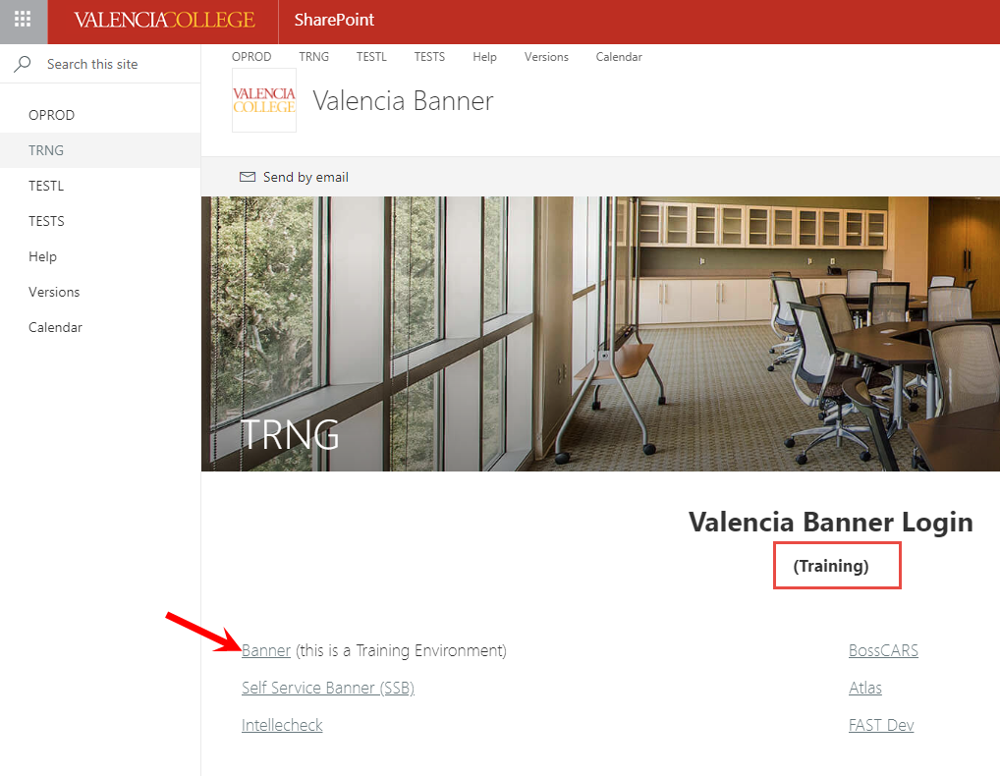 VALENCIACOLLEGE SharePoint
Search this site
OPROD TRNG TESTL TESTS Help Versions Calendar
VALENCIA
COLLEGE
Valencia Banner
OPROD
TRNG
TESTL
TESTS
Help
Versions
Calendar
Send by email
TRNG
Valencia Banner Login
(Training)
Banner (this is a Training Environment) BossCARS
Self Service Banner (SSB) Atlas
Intellecheck FAST Dev